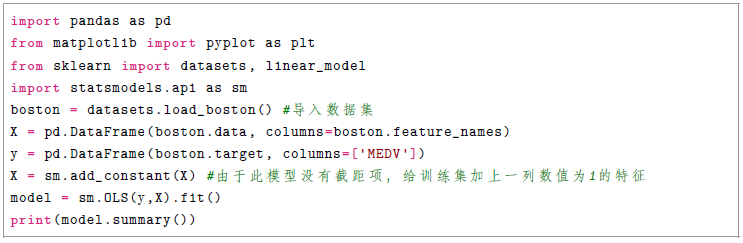 import pandas as pd
from matplotlib import pyplot as plt
from sklearn import datasets, linear_model
import statsmodels.api as sm
boston = datasets.load_boston() #导入数据集
X = pd.DataFrame(boston.data, columns=boston.feature_names)
y = pd.DataFrame(boston.target, columns=['MEDV'])
X = sm.add_constant(X) #由于此模型没有截距项，给训练集加上一列数值为1的特征
model = sm.OLS(y,X).fit()
print(model.summary())